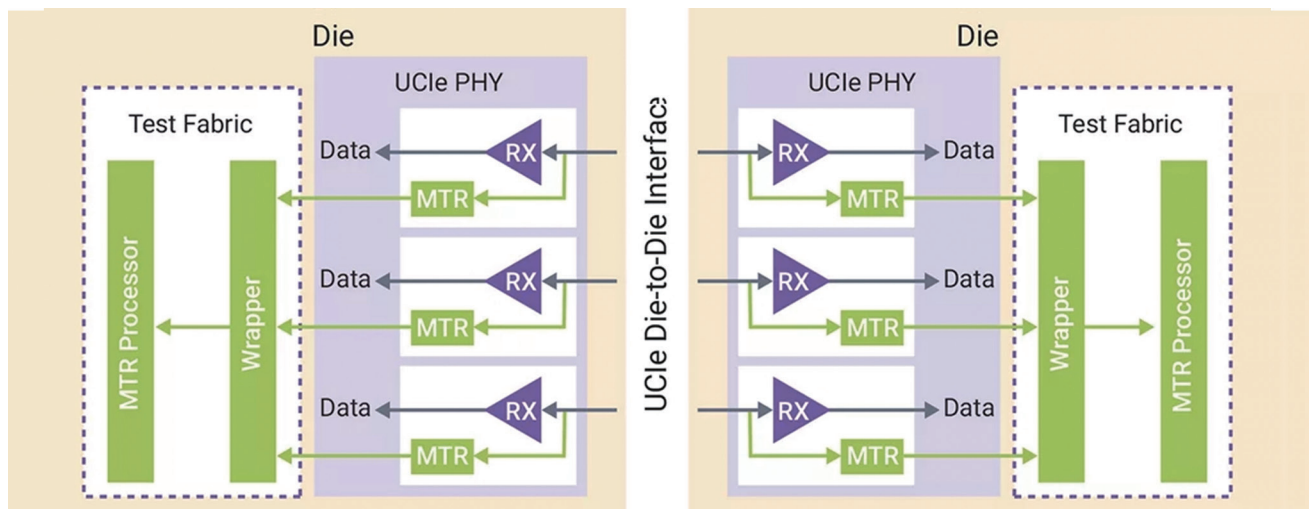 Die
UCIe PHY
Test Fabric
Data
RX
MTR
Data
RX
MTR
Data
RX
MTR
MTR Processor
Wrapper
UCIe Die-to-Die Interface
Die
UCIe PHY
Test Fabric
RX
Data
MTR
RX
Data
MTR
RX
Data
MTR
Wrapper
MTR Processor